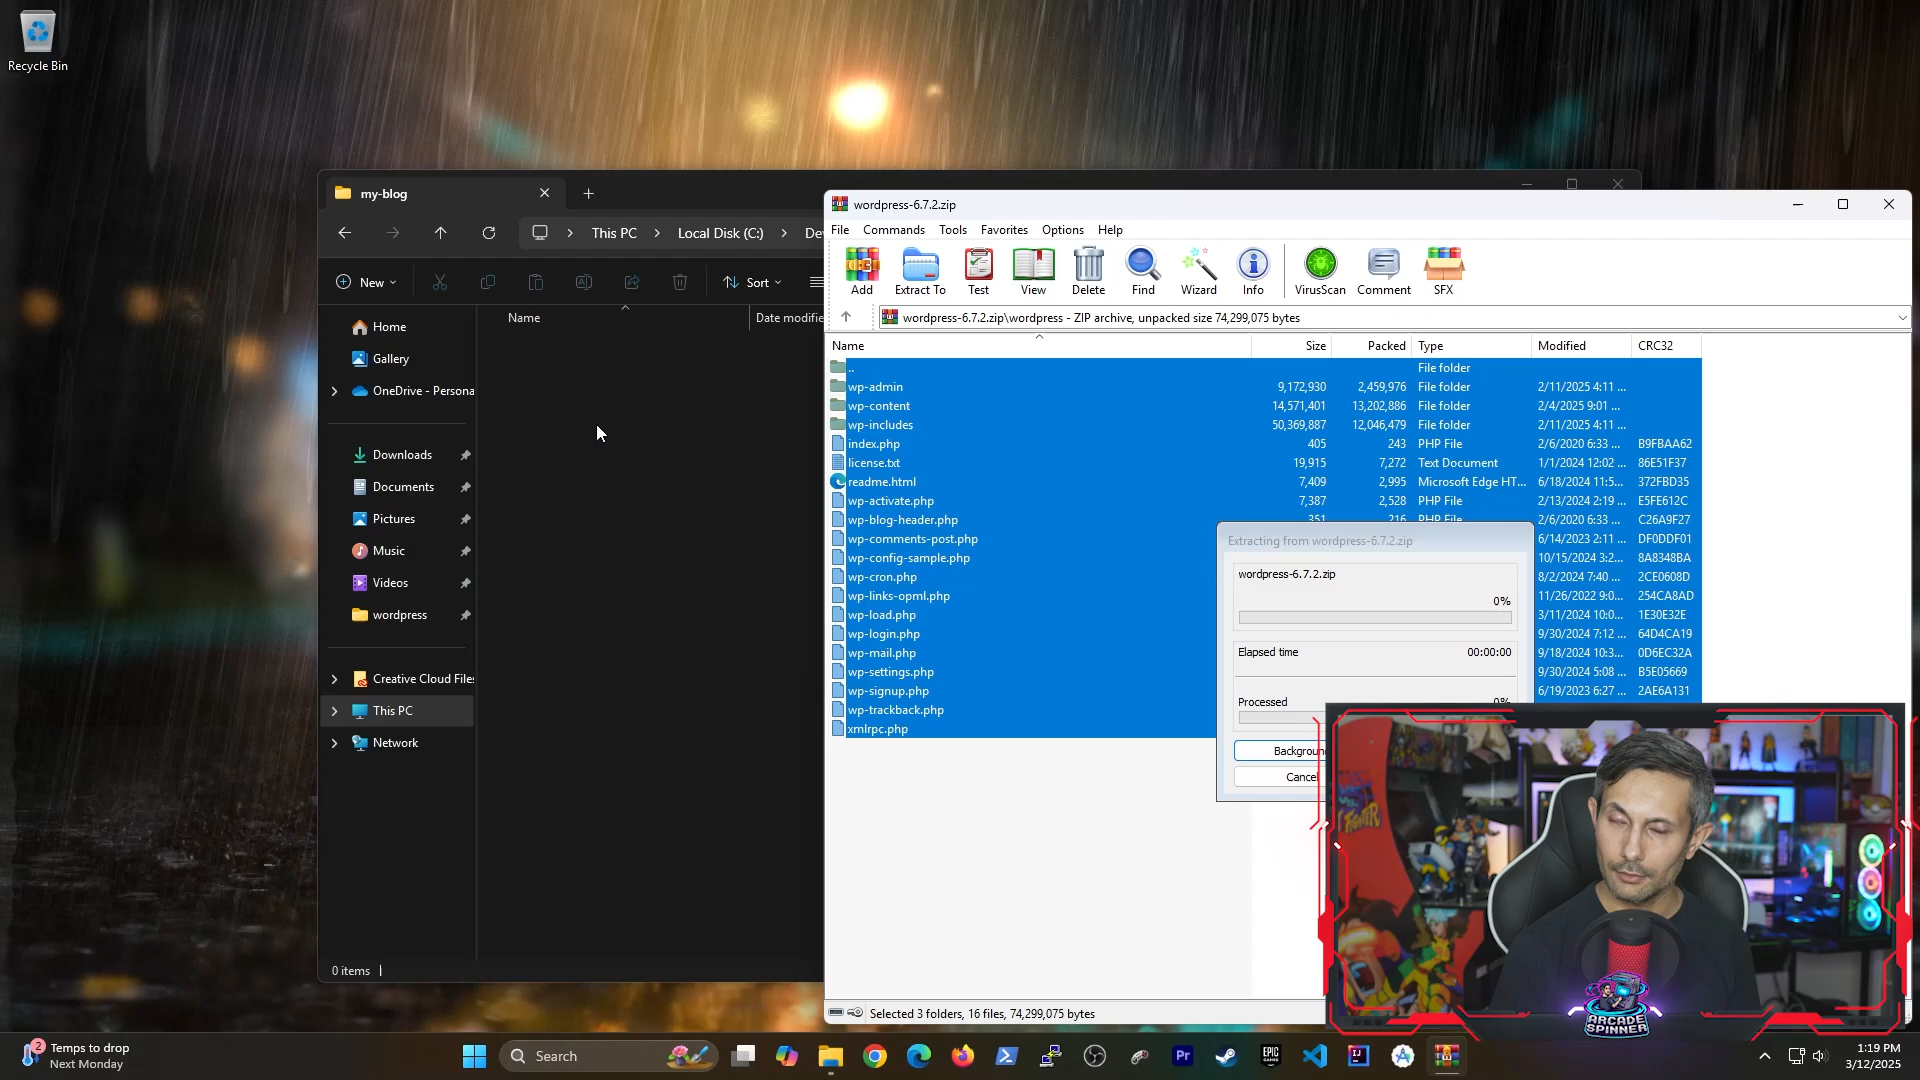 Recycle Bin
my-blog
This PC
Local Disk (C:)
New
Sort
Name
Date modifie
Home
Gallery
OneDrive - Persona
Downloads
Documents
Pictures
Music
Videos
wordpress
Creative Cloud Files
This PC
Network
0 items
wordpress-6.7.2.zip
File Commands Tools Favorites Options Help
Add Extract To Test View Delete Find Wizard Info VirusScan Comment SFX
wordpress-6.7.2.zip\wordpress - ZIP archive, unpacked size 74,299,075 bytes
Name Size Packed Type Modified CRC32
.. File folder
wp-admin 9,172,930 2,459,976 File folder 2/11/2025 4:11 ...
wp-content 14,571,401 13,202,886 File folder 2/4/2025 9:01 ...
wp-includes 50,369,887 12,046,479 File folder 2/11/2025 4:11 ...
index.php 405 243 PHP File 2/6/2020 6:33 ... B9FBAA62
license.txt 19,915 7,272 Text Document 1/1/2024 12:02 ... 86E51F37
readme.html 7,409 2,995 Microsoft Edge HT... 6/18/2024 11:5... 372FBD35
wp-activate.php 7,387 2,528 PHP File 2/13/2024 2:19 ... E5FE612C
wp-blog-header.php 351 216 PHP File 2/6/2020 6:33 ... C26A9F27
wp-comments-post.php 6/14/2023 2:11 ... DF0DDF01
wp-config-sample.php 10/15/2024 3:2... 8A8348BA
wp-cron.php 8/2/2024 7:40 ... 2CE0608D
wp-links-opml.php 11/26/2022 9:0... 254CA8AD
wp-load.php 3/11/2024 10:0... 1E30E32E
wp-login.php 9/30/2024 7:12 ... 64D4CA19
wp-mail.php 9/18/2024 10:3... 0D6EC32A
wp-settings.php 9/30/2024 5:08 ... B5E05669
wp-signup.php 6/19/2023 6:27 ... 2AE6A131
wp-trackback.php
xmlrpc.php
Extracting from wordpress-6.7.2.zip
wordpress-6.7.2.zip
0%
Elapsed time 00:00:00
Processed 0%
Cancel
Selected 3 folders, 16 files, 74,299,075 bytes
ARCADE
SPINNER
2
Temps to drop
Next Monday
Search
Pr
EPIC
GAMES
1:19 PM
3/12/2025